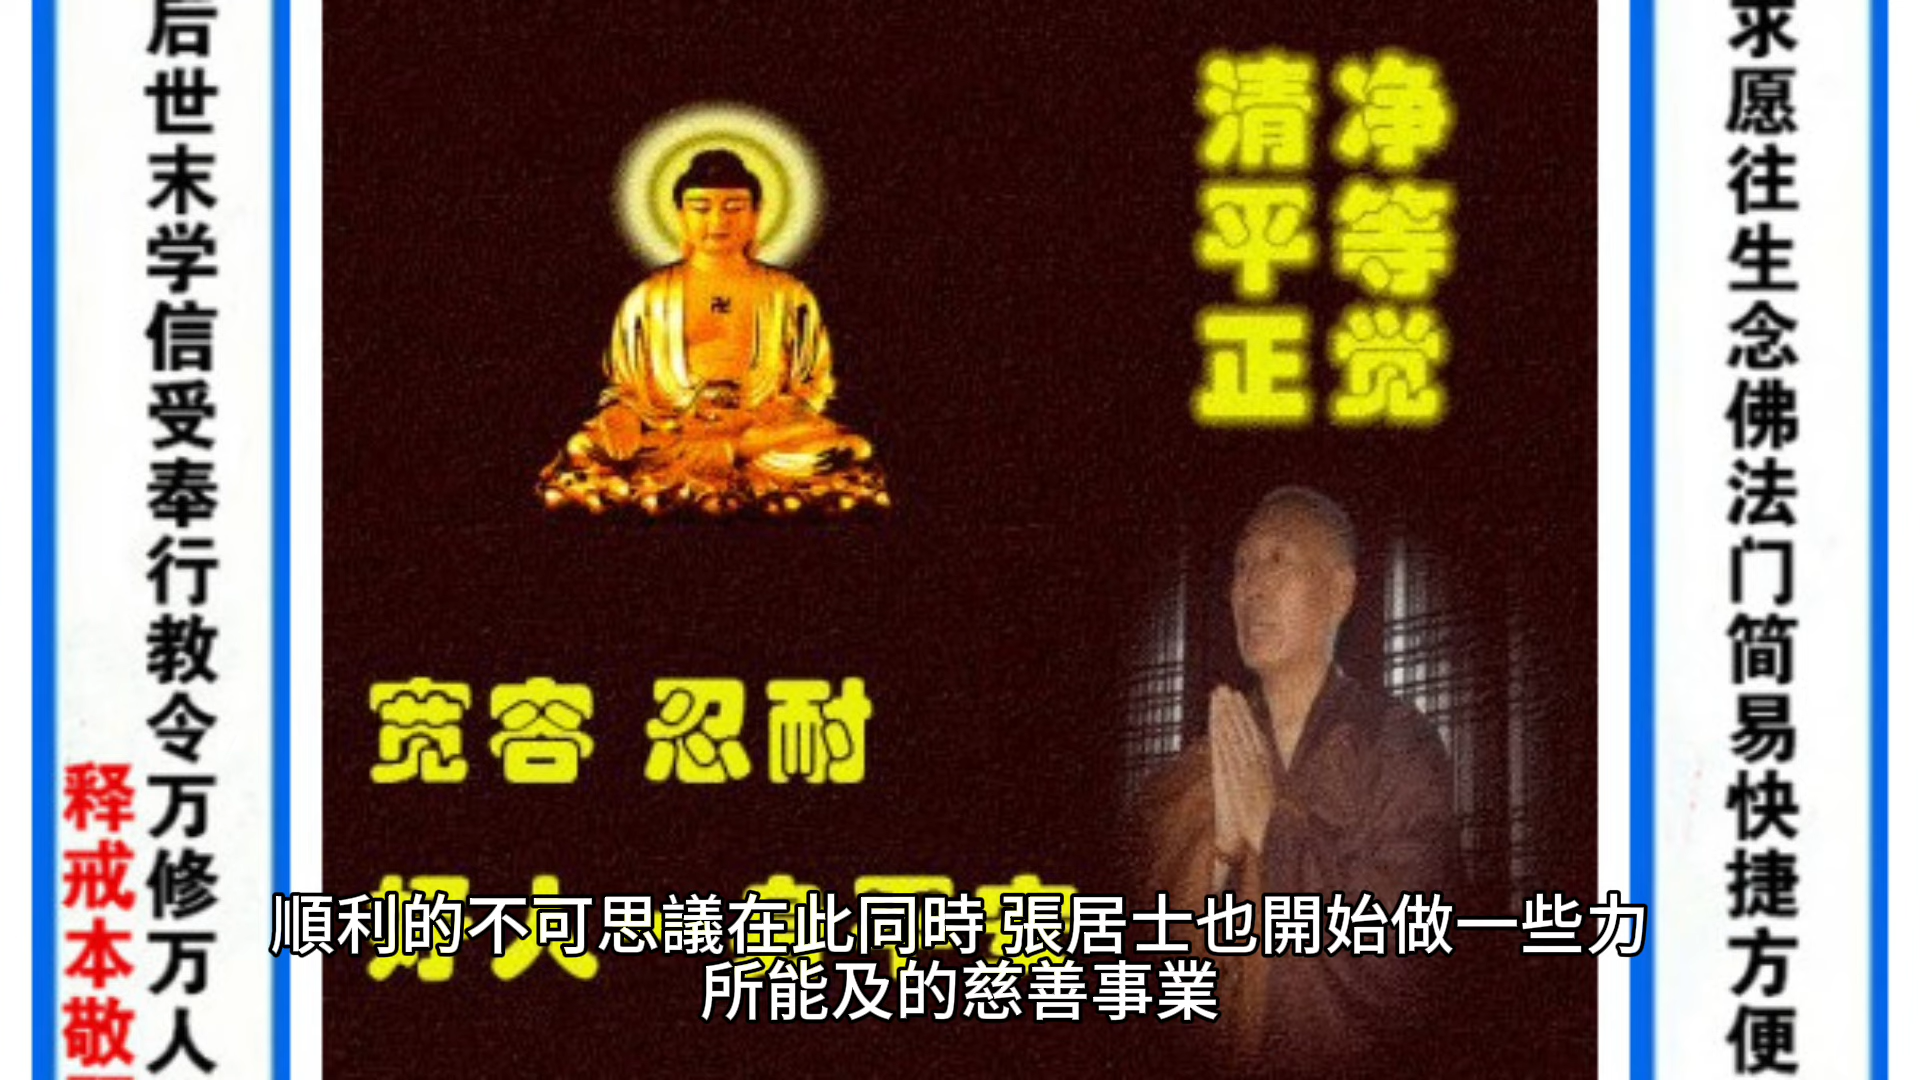 求愿往生念佛法门简易快捷方便
清净
平等
正觉
宽容 忍耐
好人
后世末学信受奉行教令万修万人
释戒本敬
順利的不可思議在此同時 張居士也開始做一些力
所能及的慈善事業